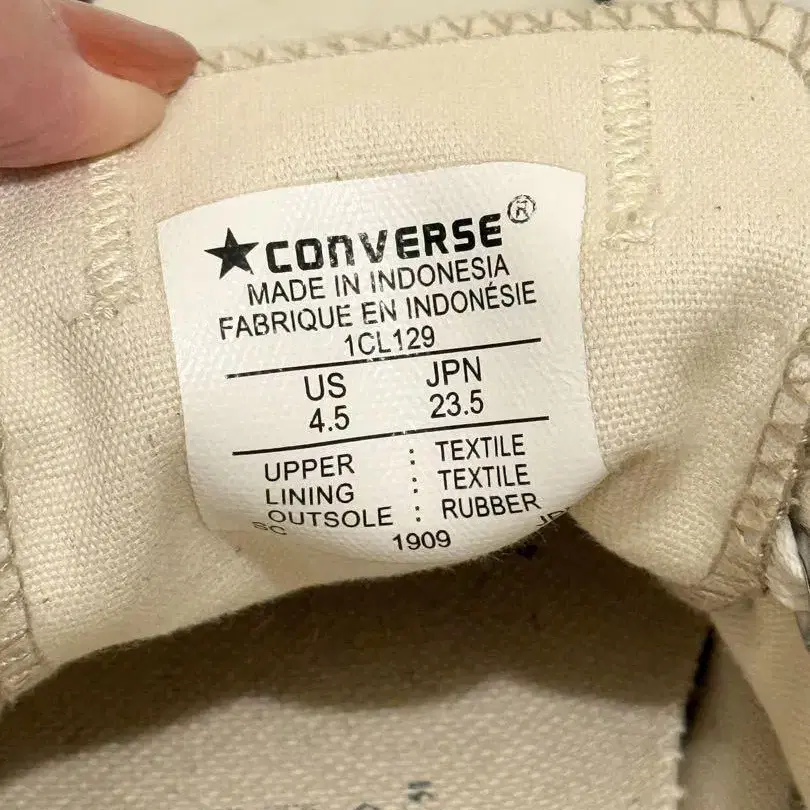 ★CONVERSE®
MADE IN INDONESIA
FABRIQUE EN INDONÉSIE
1CL129
US JPN
4.5 23.5
UPPER : TEXTILE
LINING : TEXTILE
OUTSOLE : RUBBER
SC 1909